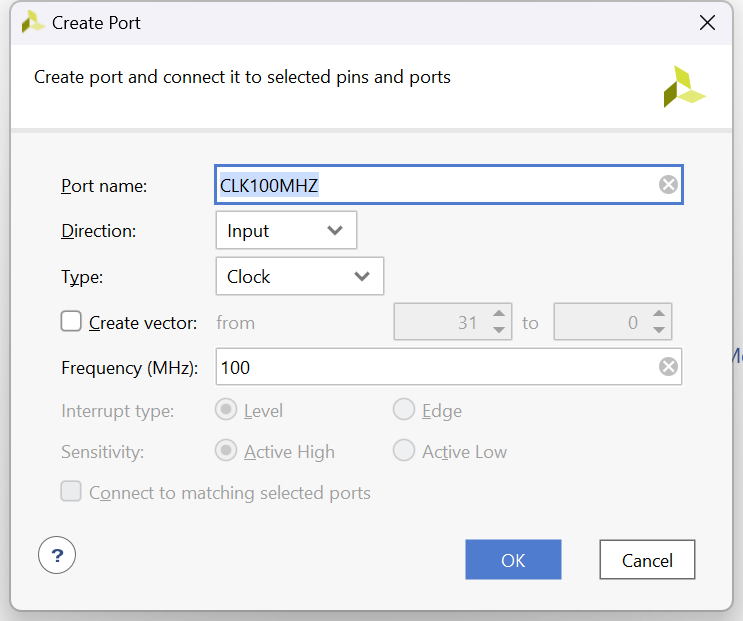 Create Port
Create port and connect it to selected pins and ports
Port name: CLK100MHZ
Direction: Input
Type: Clock
Create vector: from 31 to 0
Frequency (MHz): 100
Interrupt type: Level Edge
Sensitivity: Active High Active Low
Connect to matching selected ports
? OK Cancel